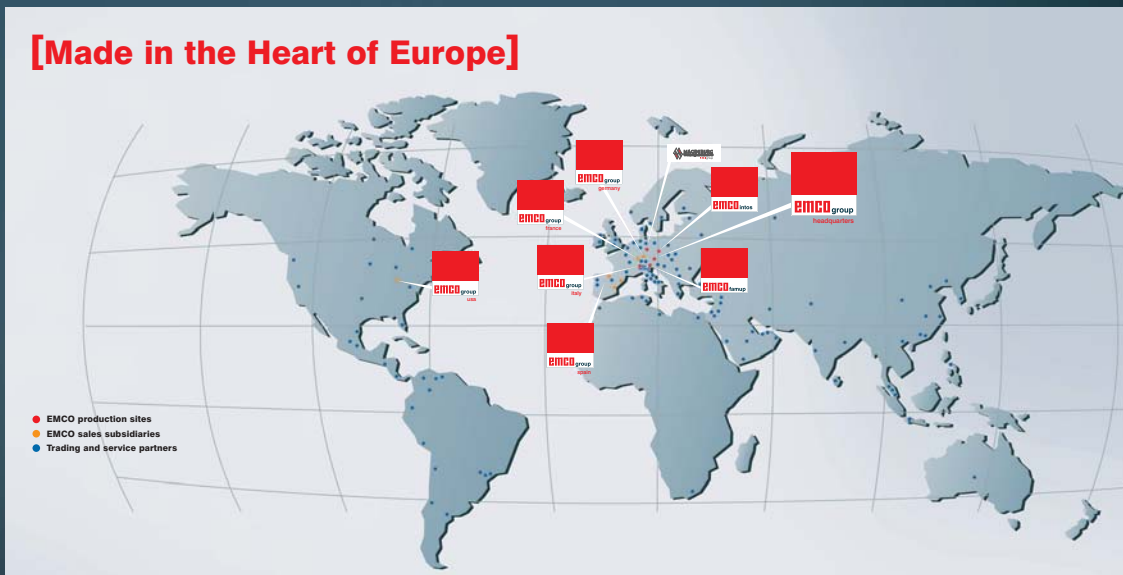 [Made in the Heart of Europe]
emco group
germany
MAGDEBURG
emco group
france
emco intos
emco group
headquarters
emco group
usa
emco group
italy
emco famup
emco group
spain
EMCO production sites
EMCO sales subsidiaries
Trading and service partners